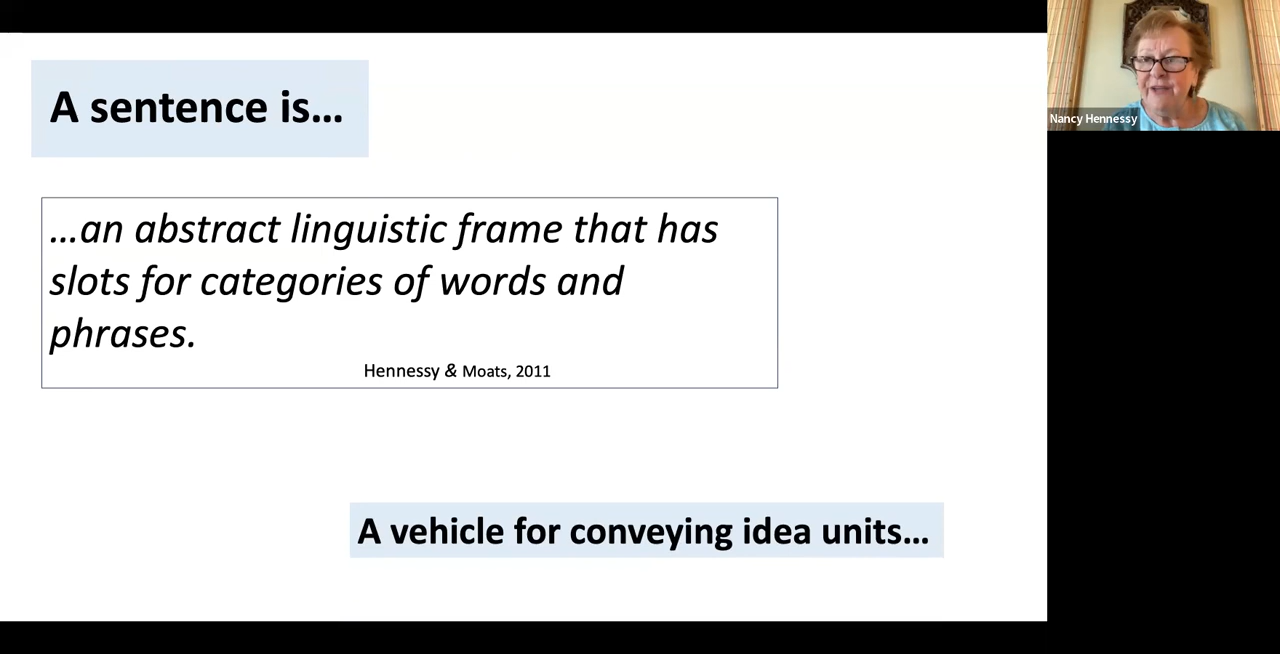 A sentence is…
…an abstract linguistic frame that has
slots for categories of words and
phrases.
Hennessy & Moats, 2011
A vehicle for conveying idea units…
Nancy Hennessy